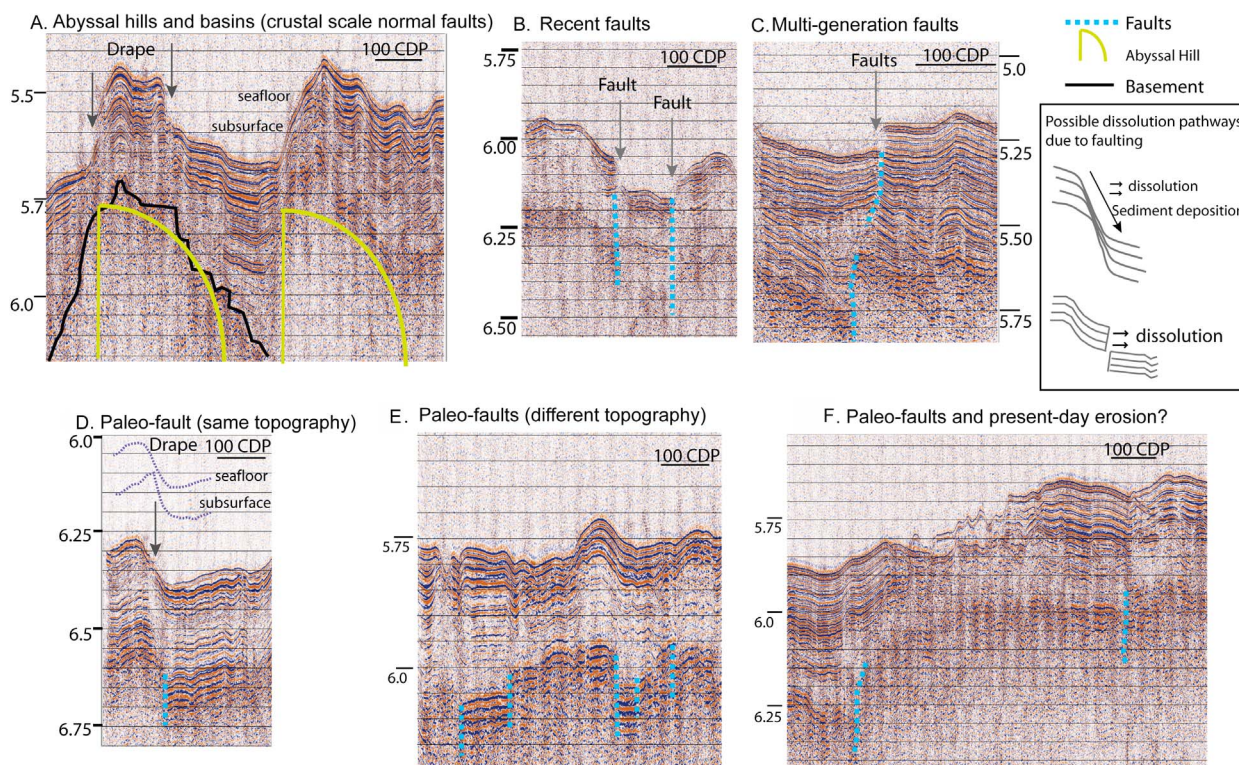 A. Abyssal hills and basins (crustal scale normal faults)
Drape
100 CDP
seafloor
subsurface
5.5
5.7
6.0
B. Recent faults
5.75
100 CDP
Fault
Fault
6.00
6.25
6.50
C.Multi-generation faults
100 CDP
Faults
5.0
5.25
5.50
5.75
Faults
Abyssal Hill
Basement
Possible dissolution pathways
due to faulting
dissolution
Sediment deposition
dissolution
D. Paleo-fault (same topography)
6.0
Drape
100 CDP
seafloor
subsurface
6.25
6.5
6.75
E. Paleo-faults (different topography)
100 CDP
5.75
6.0
F. Paleo-faults and present-day erosion?
100 CDP
5.75
6.0
6.25